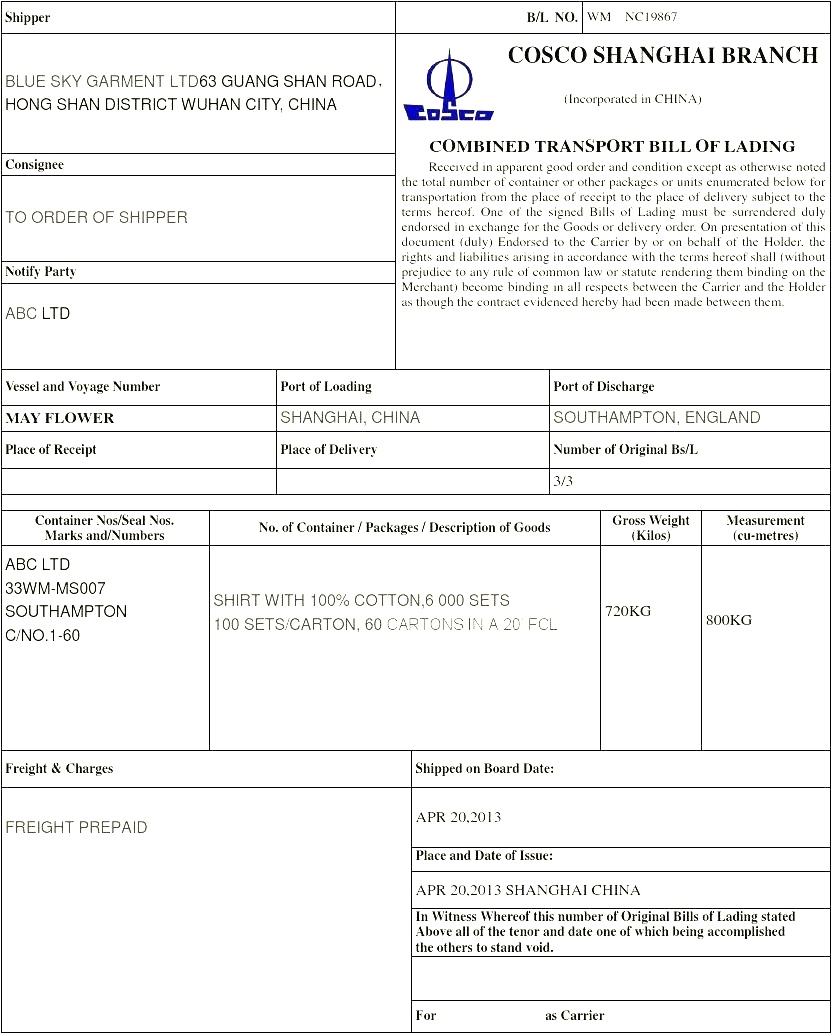 Shipper
B/L NO. WM NC19867
BLUE SKY GARMENT LTD63 GUANG SHAN ROAD,
HONG SHAN DISTRICT WUHAN CITY, CHINA
COSCO
COSCO SHANGHAI BRANCH
(Incorporated in CHINA)
COMBINED TRANSPORT BILL OF LADING
Received in apparent good order and condition except as otherwise noted
the total number of container or other packages or units enumerated below for
transportation from the place of receipt to the place of delivery subject to the
terms hereof. One of the signed Bills of Lading must be surrendered duly
endorsed in exchange for the Goods or delivery order. On presentation of this
document (duly) Endorsed to the Carrier by or on behalf of the Holder. the
rights and liabilities arising in accordance with the terms hereof shall (without
prejudice to any rule of common law or statute rendering them binding on the
Merchant) become binding in all respects between the Carrier and the Holder
as though the contract evidenced hereby had been made between them.
Consignee
TO ORDER OF SHIPPER
Notify Party
ABC LTD
Vessel and Voyage Number
Port of Loading
Port of Discharge
MAY FLOWER
SHANGHAI, CHINA
SOUTHAMPTON, ENGLAND
Place of Receipt
Place of Delivery
Number of Original Bs/L
3/3
Container Nos/Seal Nos.
Marks and/Numbers
No. of Container / Packages / Description of Goods
Gross Weight
(Kilos)
Measurement
(cu-metres)
ABC LTD
33WM-MS007
SOUTHAMPTON
C/NO.1-60
SHIRT WITH 100% COTTON,6 000 SETS
100 SETS/CARTON, 60 CARTONS IN A 20' FCL
720KG
800KG
Freight & Charges
Shipped on Board Date:
FREIGHT PREPAID
APR 20,2013
Place and Date of Issue:
APR 20,2013 SHANGHAI CHINA
In Witness Whereof this number of Original Bills of Lading stated
Above all of the tenor and date one of which being accomplished
the others to stand void.
For as Carrier